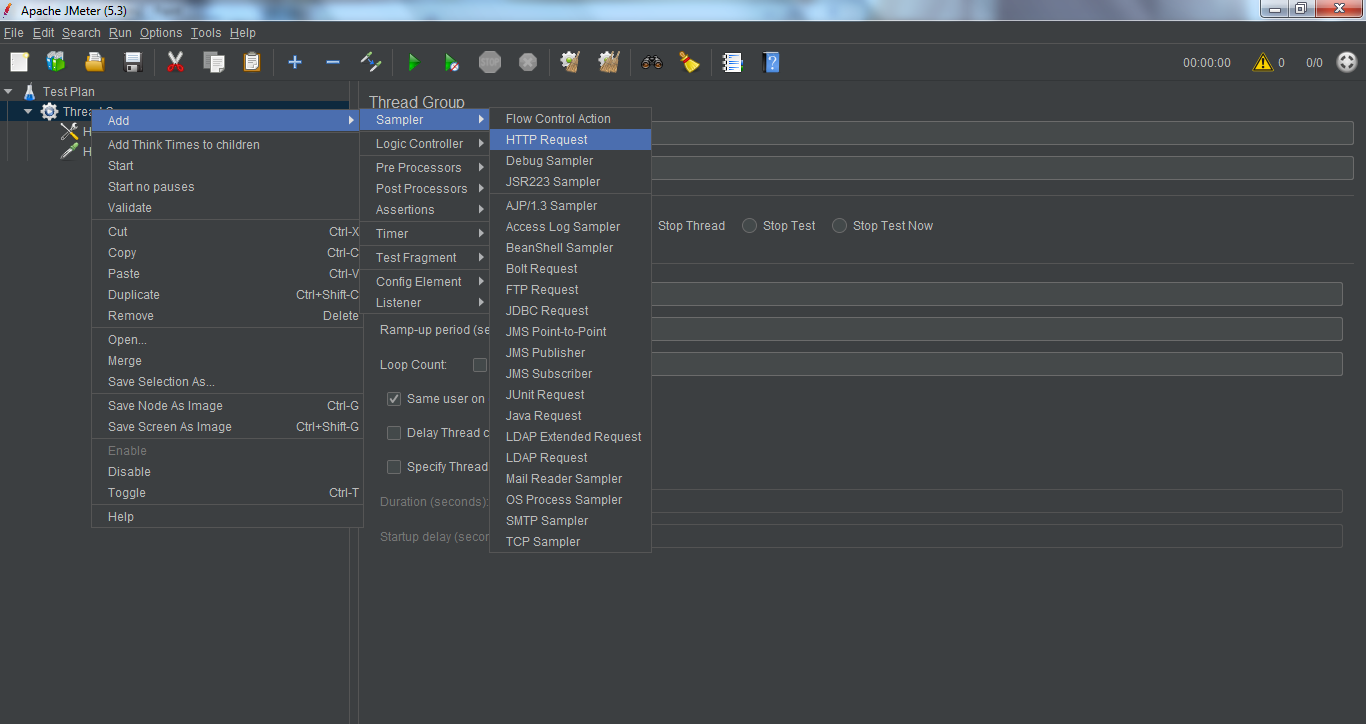 Apache JMeter (5.3)
File Edit Search Run Options Tools Help
STOP
00:00:00 0 0/0
Test Plan
Thread Group
Add
Add Think Times to children
Start
Start no pauses
Validate
Cut Ctrl-X
Copy Ctrl-C
Paste Ctrl-V
Duplicate Ctrl+Shift-C
Remove Delete
Open...
Merge
Save Selection As...
Save Node As Image Ctrl-G
Save Screen As Image Ctrl+Shift-G
Enable
Disable
Toggle Ctrl-T
Help
Sampler
Logic Controller
Pre Processors
Post Processors
Assertions
Timer
Test Fragment
Config Element
Listener
Flow Control Action
HTTP Request
Debug Sampler
JSR223 Sampler
AJP/1.3 Sampler
Access Log Sampler
BeanShell Sampler
Bolt Request
FTP Request
JDBC Request
JMS Point-to-Point
JMS Publisher
JMS Subscriber
JUnit Request
Java Request
LDAP Extended Request
LDAP Request
Mail Reader Sampler
OS Process Sampler
SMTP Sampler
TCP Sampler
Stop Thread Stop Test Stop Test Now
Ramp-up period (se
Loop Count:
Same user on
Delay Thread c
Specify Thread
Duration (seconds):
Startup delay (secon